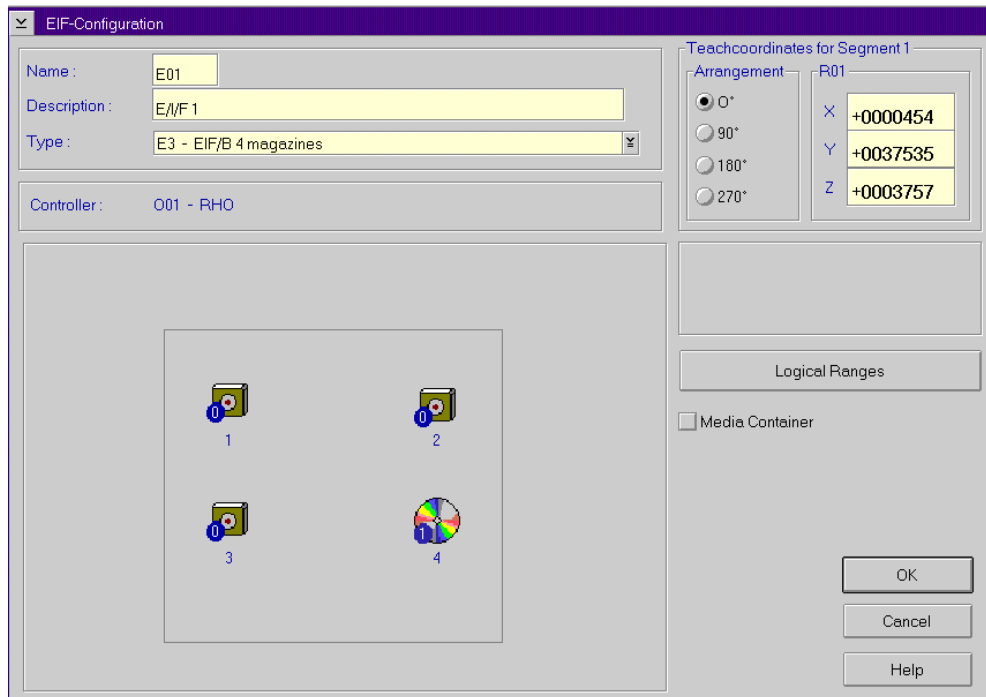 EIF-Configuration
Name :
E01
Description :
E/I/F 1
Type :
E3 - EIF/B 4 magazines
Controller :
O01 - RHO
Teachcoordinates for Segment 1
Arrangement
0°
90°
180°
270°
R01
X
+0000454
Y
+0037535
Z
+0003757
0
1
0
2
0
3
1
4
Logical Ranges
Media Container
OK
Cancel
Help